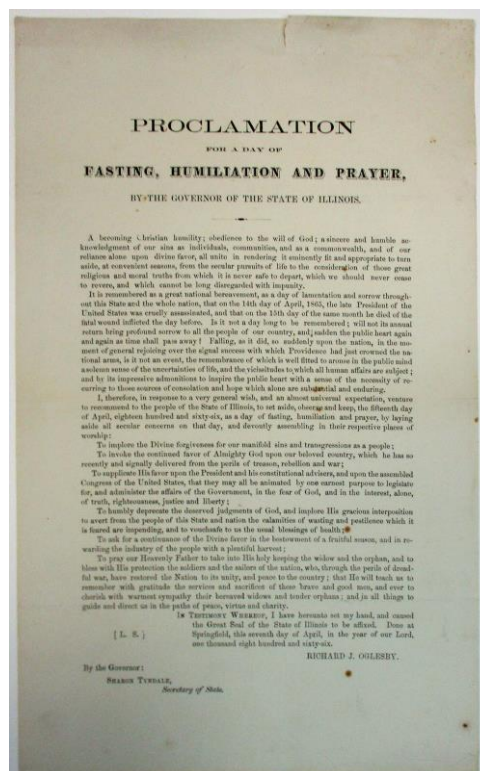 PROCLAMATION
FOR A DAY OF
FASTING, HUMILIATION AND PRAYER,
BY THE GOVERNOR OF THE STATE OF ILLINOIS.
A becoming Christian humility; obedience to the will of God; a sincere and humble ac-
knowledgment of our sins as individuals, communities, and as a commonwealth, and of our
reliance alone upon divine favor, all unite in rendering it eminently fit and appropriate to turn
aside, at convenient seasons, from the secular pursuits of life to the consideration of those great
religious and moral truths from which it is never safe to depart, which we should never cease
to revere, and which cannot be long disregarded with impunity.
It is remembered as a great national bereavement, as a day of lamentation and sorrow through-
out this State and the whole nation, that on the 14th day of April, 1865, the late President of the
United States was cruelly assassinated, and that on the 15th day of the same month he died of the
fatal wound inflicted the day before. Is it not a day long to be remembered; will not its annual
return bring profound sorrow to all the people of our country, and sadden the public heart again
and again as time shall pass away! Falling, as it did, so suddenly upon the nation, in the mo-
ment of general rejoicing over the signal success with which Providence had just crowned the na-
tional arms, is it not an event, the remembrance of which is well fitted to arouse in the public mind
a solemn sense of the uncertainties of life, and the vicissitudes to which all human affairs are subject;
and by its impressive admonitions to inspire the public heart with a sense of the necessity of re-
curring to those sources of consolation and hope which alone are substantial and enduring.
I, therefore, in response to a very general wish, and an almost universal expectation, venture
to recommend to the people of the State of Illinois, to set aside, observe and keep, the fifteenth day
of April, eighteen hundred and sixty-six, as a day of fasting, humiliation and prayer, by laying
aside all secular concerns on that day, and devoutly assembling in their respective places of
worship:
To implore the Divine forgiveness for our manifold sins and transgressions as a people;
To invoke the continued favor of Almighty God upon our beloved country, which he has so
recently and signally delivered from the perils of treason, rebellion and war;
To supplicate His favor upon the President and his constitutional advisers, and upon the assembled
Congress of the United States, that they may all be animated by one earnest purpose to legislate
for, and administer the affairs of the Government, in the fear of God, and in the interest, alone,
of truth, righteousness, justice and liberty;
To humbly deprecate the deserved judgments of God, and implore His gracious interposition
to avert from the people of this State and nation the calamities of wasting and pestilence which it
is feared are impending, and to vouchsafe to us the usual blessings of health;
To ask for a continuance of the Divine favor in the bestowment of a fruitful season, and in re-
warding the industry of the people with a plentiful harvest;
To pray our Heavenly Father to take into His holy keeping the widow and the orphan, and to
bless with His protection the soldiers and the sailors of the nation, who, through the perils of dread-
ful war, have restored the Nation to its unity, and peace to the country; that He will teach us to
remember with gratitude the services and sacrifices of these brave and good men, and ever to
cherish with warmest sympathy their bereaved widows and tender orphans; and in all things to
guide and direct us in the paths of peace, virtue and charity.
In Testimony Whereof, I have hereunto set my hand, and caused
the Great Seal of the State of Illinois to be affixed. Done at
[L. S.] Springfield, this seventh day of April, in the year of our Lord,
one thousand eight hundred and sixty-six.
RICHARD J. OGLESBY.
By the Governor:
Sharon Tyndale,
Secretary of State.